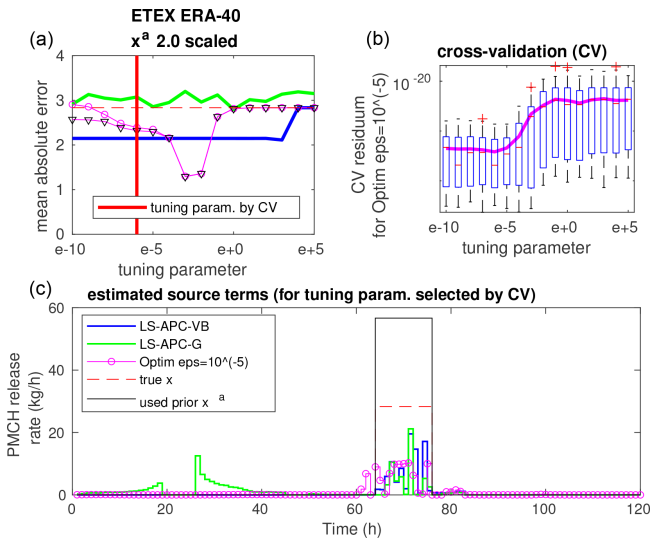 ETEX ERA-40
(a)
x^a 2.0 scaled
4
3
2
1
0
mean absolute error
tuning param. by CV
e-10
e-5
e+0
e+5
tuning parameter
(b)
cross-validation (CV)
10^-20
CV residuum
for Optim eps=10^(-5)
e-10
e-5
e+0
e+5
tuning parameter
(c)
estimated source terms (for tuning param. selected by CV)
60
40
20
0
PMCH release
rate (kg/h)
LS-APC-VB
LS-APC-G
Optim eps=10^(-5)
true x
used prior x a
0
20
40
60
80
100
120
Time (h)